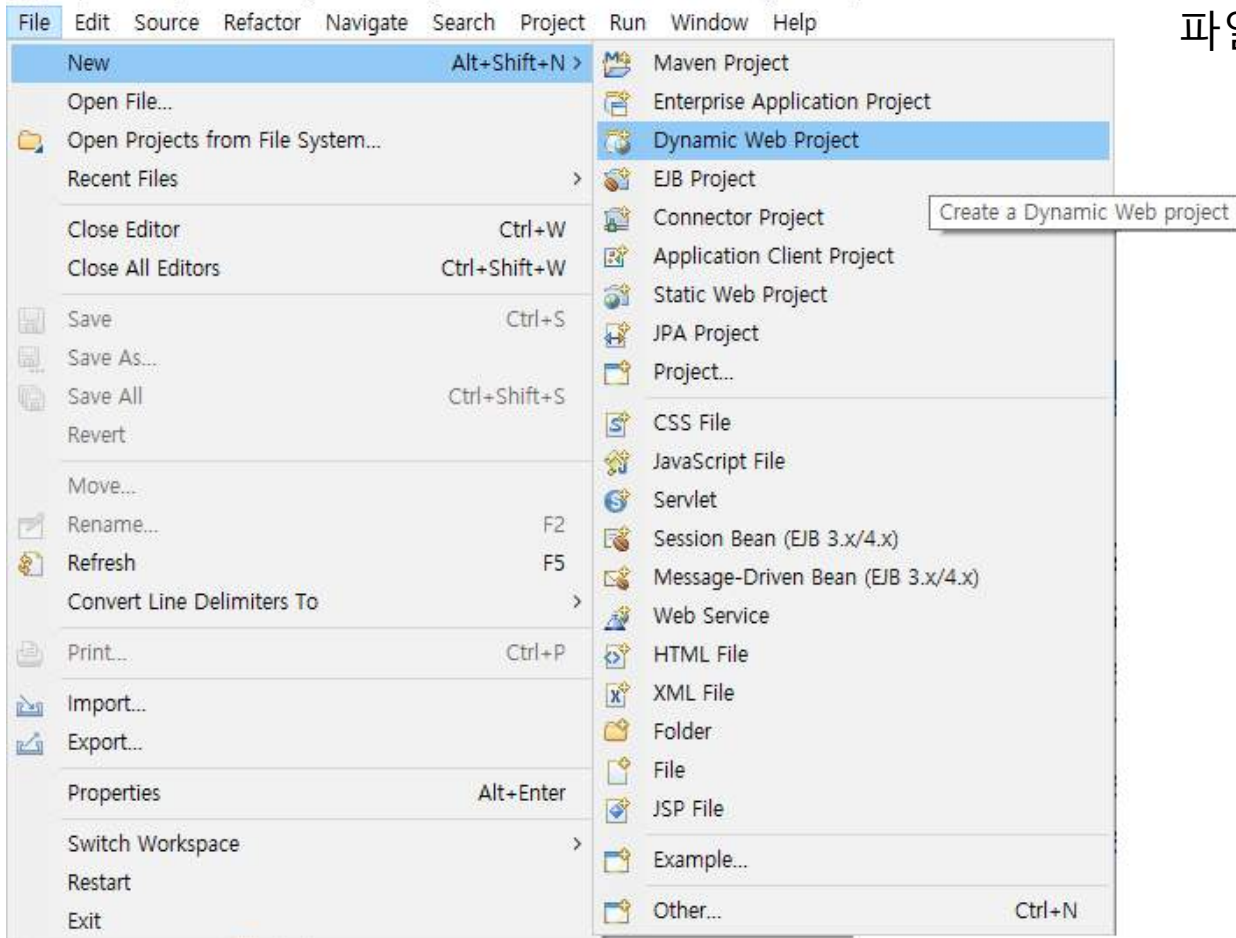 File Edit Source Refactor Navigate Search Project Run Window Help
New Alt+Shift+N >
Open File...
Open Projects from File System...
Recent Files >
Close Editor Ctrl+W
Close All Editors Ctrl+Shift+W
Save Ctrl+S
Save As...
Save All Ctrl+Shift+S
Revert
Move...
Rename... F2
Refresh F5
Convert Line Delimiters To >
Print... Ctrl+P
Import...
Export...
Properties Alt+Enter
Switch Workspace >
Restart
Exit
Maven Project
Enterprise Application Project
Dynamic Web Project
EJB Project
Connector Project
Application Client Project
Static Web Project
JPA Project
Project...
CSS File
JavaScript File
Servlet
Session Bean (EJB 3.x/4.x)
Message-Driven Bean (EJB 3.x/4.x)
Web Service
HTML File
XML File
Folder
File
JSP File
Example...
Other... Ctrl+N
Create a Dynamic Web project